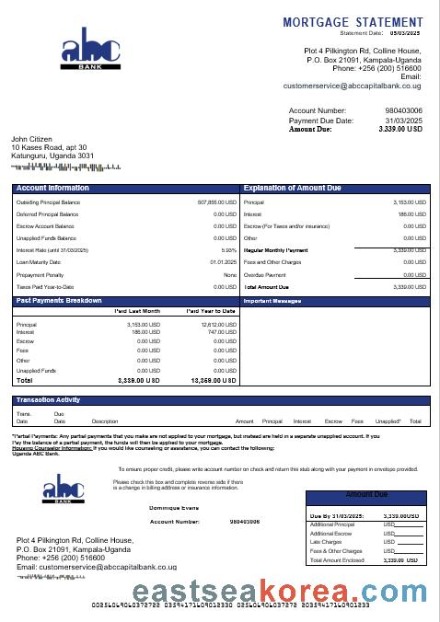 MORTGAGE STATEMENT
Statement Date: 05/03/2025
abc
BANK
Plot 4 Pilkington Rd, Colline House,
P.O. Box 21091, Kampala-Uganda
Phone: +256 (200) 516600
Email:
customerservice@abccapitalbank.co.ug
Account Number: 980403006
Payment Due Date: 31/03/2025
Amount Due: 3,339.00 USD
John Citizen
10 Kases Road, apt 30
Katunguru, Uganda 3031
Account Information
Outstanding Principal Balance
Deferred Principal Balance 0.00 USD
Escrow Account Balance 0.00 USD
Unapplied Funds Balance 0.00 USD
Interest Rate (until 31/03/2025)
Loan Maturity Date 01.01.2025
Prepayment Penalty None
Taxes Paid Year-to-Date 0.00 USD
Explanation of Amount Due
Principal 3,153.00 USD
Interest 186.00 USD
Escrow (For Taxes and/or Insurance) 0.00 USD
Other 0.00 USD
Regular Monthly Payment 3,339.00 USD
Fees and Other Charges 0.00 USD
Overdue Payment 0.00 USD
Total Amount Due 3,339.00 USD
Past Payments Breakdown
Paid Last Month Paid Year to Date
Principal 3,153.00 USD 12,612.00 USD
Interest 186.00 USD 747.00 USD
Escrow 0.00 USD 0.00 USD
Fees 0.00 USD 0.00 USD
Other 0.00 USD 0.00 USD
Unapplied Funds 0.00 USD 0.00 USD
Total 3,339.00 USD
Important Messages
Transaction Activity
Trans. Date Due Date Description Amount Principal Interest Escrow Fees Unapplied* Total
*Partial Payments: Any partial payments that you make are not applied to your mortgage, but instead are held in a separate unapplied account. If you
Pay the balance of a partial payment, the funds will then be applied to your mortgage.
Housing Counselor Information: If you would like counseling or assistance, you can contact the following:
Uganda ABC Bank.
To ensure proper credit, please write account number on check and return this stub along with your payment in envelope provided.
abc
BANK
Please check this box and complete reverse side if there
is a change in billing address or insurance information.
Dominique Evans
Account Number: 980403006
Amount Due
Due By 31/03/2025: 3,339.00 USD
Additional Principal USD
Additional Escrow USD
Late Charges USD
Fees & Other Charges USD
Total Amount Enclosed 3,339.00 USD
Plot 4 Pilkington Rd, Colline House,
P.O. Box 21091, Kampala-Uganda
Phone: +256 (200) 516600
Email: customerservice@abccapitalbank.co.ug
eastseakorea.com